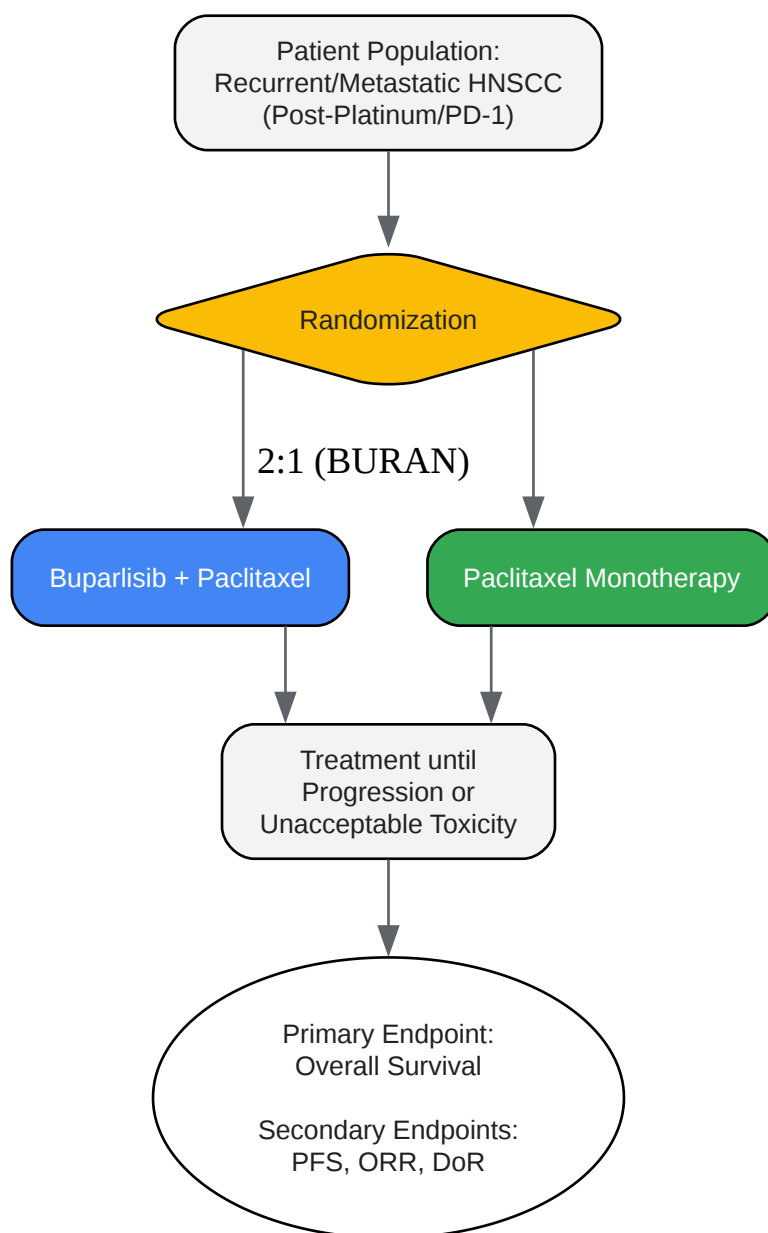 Patient Population:
Recurrent/Metastatic HNSCC
(Post-Platinum/PD-1)
Randomization
2:1 (BURAN)
Buparlisib + Paclitaxel
Paclitaxel Monotherapy
Treatment until
Progression or
Unacceptable Toxicity
Primary Endpoint:
Overall Survival
Secondary Endpoints:
PFS, ORR, DoR